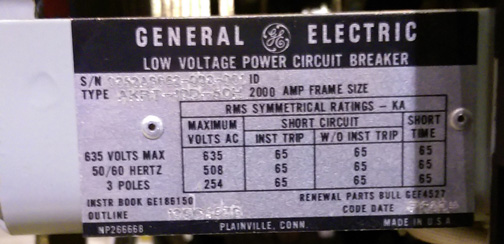 GENERAL GE ELECTRIC
LOW VOLTAGE POWER CIRCUIT BREAKER
S/N ID
TYPE 2000 AMP FRAME SIZE
RMS SYMMETRICAL RATINGS - KA
MAXIMUM VOLTS AC SHORT CIRCUIT SHORT TIME
INST TRIP W/O INST TRIP
635 VOLTS MAX 635 65 65 65
50/60 HERTZ 508 65 65 65
3 POLES 254 65 65 65
INSTR BOOK GEI86150 RENEWAL PARTS BULL GEF4527
OUTLINE CODE DATE
NP266668 PLAINVILLE, CONN. MADE IN U.S.A